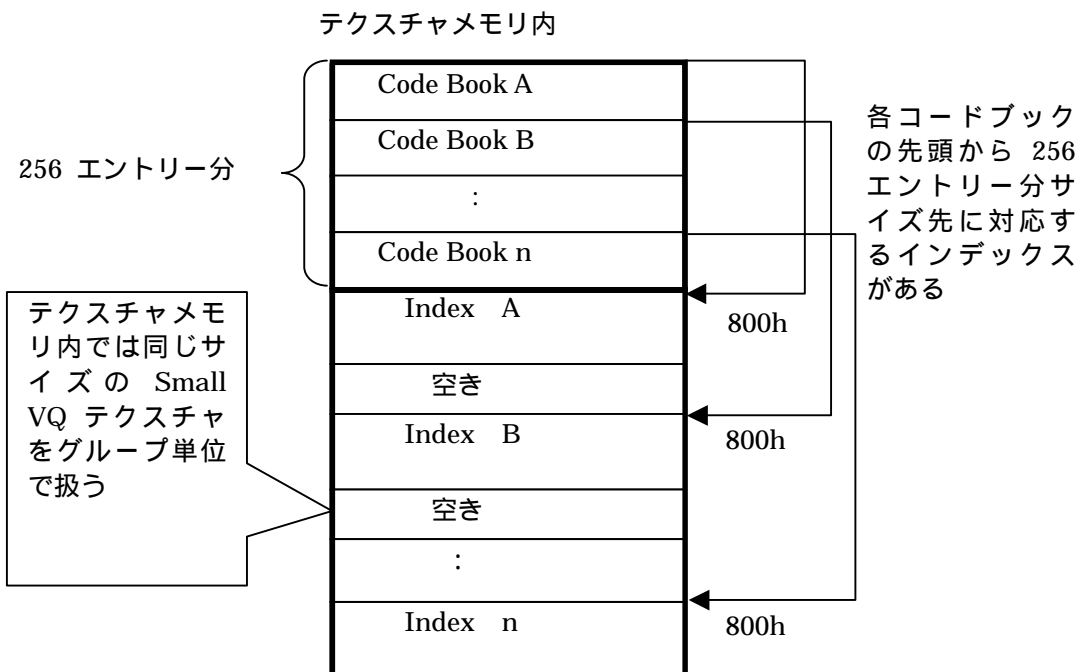 テクスチャメモリ内
Code Book A
Code Book B
:
Code Book n
256 エントリー分
各コードブック
の先頭から 256
エントリー分サ
イズ先に対応す
るインデックス
がある
Index A
800h
空き
Index B
800h
空き
:
Index n
800h
テクスチャメモ
リ内では同じサ
イズの Small
VQ テクスチャ
をグループ単位
で扱う